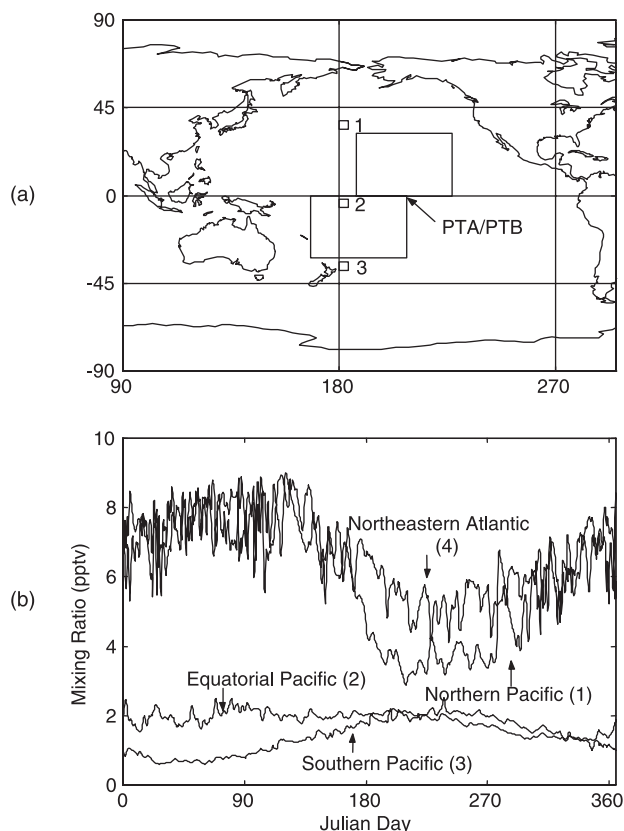 (a)
90
45
0
-45
-90
90
180
270
1
2
3
PTA/PTB
(b)
Mixing Ratio (pptv)
10
8
6
4
2
0
0
90
180
270
360
Julian Day
Northeastern Atlantic
(4)
Equatorial Pacific (2)
Northern Pacific (1)
Southern Pacific (3)